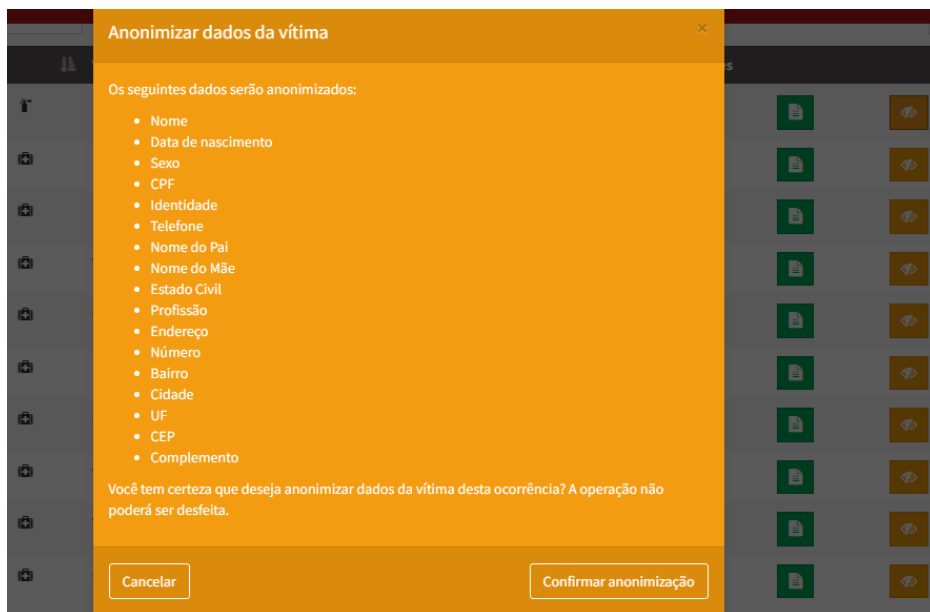 Anonimizar dados da vítima
×
s
Os seguintes dados serão anonimizados:
• Nome
• Data de nascimento
• Sexo
• CPF
• Identidade
• Telefone
• Nome do Pai
• Nome do Mãe
• Estado Civil
• Profissão
• Endereço
• Número
• Bairro
• Cidade
• UF
• CEP
• Complemento
Você tem certeza que deseja anonimizar dados da vítima desta ocorrência? A operação não
poderá ser desfeita.
Cancelar
Confirmar anonimização